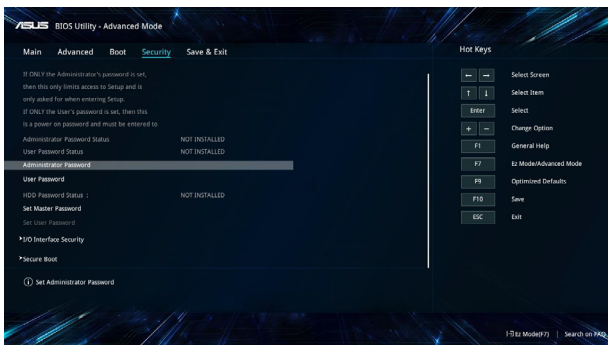 ASUS BIOS Utility - Advanced Mode
Main Advanced Boot Security Save & Exit
Hot Keys
If ONLY the Administrator's password is set,
then this only limits access to Setup and is
only asked for when entering Setup.
If ONLY the User's password is set, then this
is a power on password and must be entered to
Administrator Password Status NOT INSTALLED
User Password Status NOT INSTALLED
Administrator Password
User Password
HDD Password Status : NOT INSTALLED
Set Master Password
Set User Password
I/O Interface Security
Secure Boot
Set Administrator Password
← → Select Screen
↑ ↓ Select Item
Enter Select
+ − Change Option
F1 General Help
F7 Ez Mode/Advanced Mode
F9 Optimized Defaults
F10 Save
ESC Exit
Ez Mode(F7) | Search on FAQ